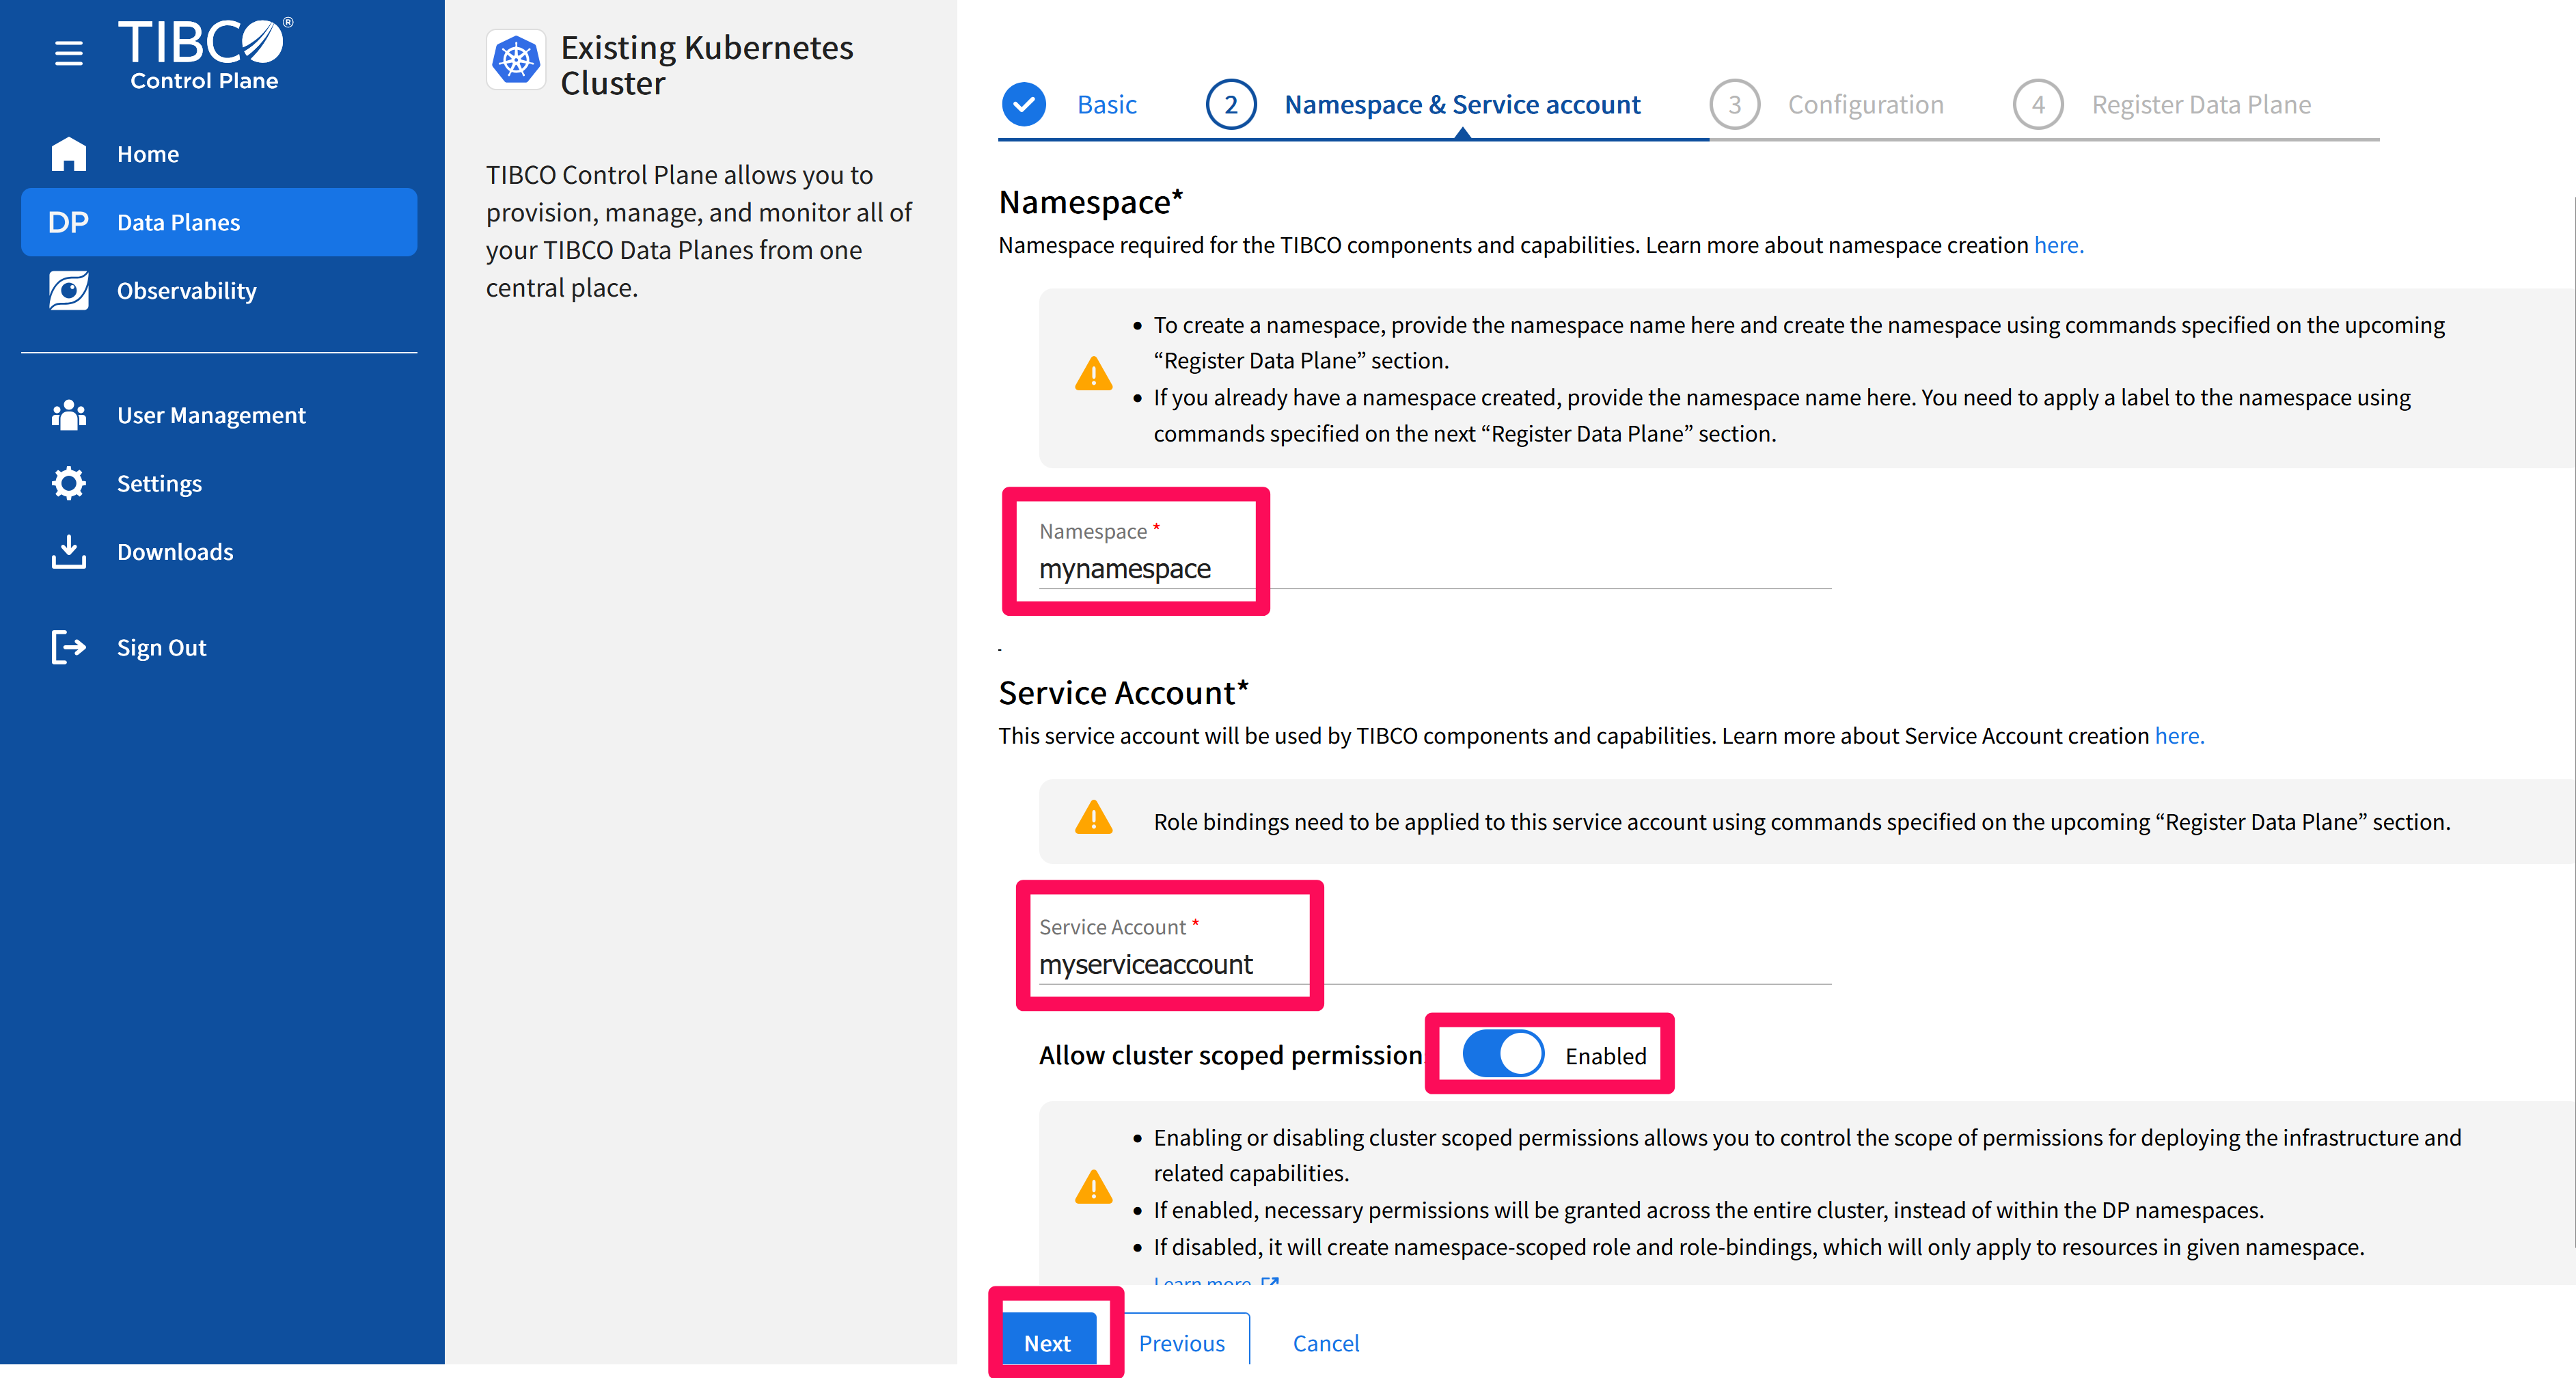 TIBCO®
Control Plane
Home
DP Data Planes
Observability
User Management
Settings
Downloads
Sign Out
Existing Kubernetes
Cluster
TIBCO Control Plane allows you to
provision, manage, and monitor all of
your TIBCO Data Planes from one
central place.
Basic 2 Namespace & Service account 3 Configuration 4 Register Data Plane
Namespace*
Namespace required for the TIBCO components and capabilities. Learn more about namespace creation here.
• To create a namespace, provide the namespace name here and create the namespace using commands specified on the upcoming
“Register Data Plane” section.
• If you already have a namespace created, provide the namespace name here. You need to apply a label to the namespace using
commands specified on the next “Register Data Plane” section.
Namespace *
mynamespace
-
Service Account*
This service account will be used by TIBCO components and capabilities. Learn more about Service Account creation here.
Role bindings need to be applied to this service account using commands specified on the upcoming “Register Data Plane” section.
Service Account *
myserviceaccount
Allow cluster scoped permission Enabled
• Enabling or disabling cluster scoped permissions allows you to control the scope of permissions for deploying the infrastructure and
related capabilities.
• If enabled, necessary permissions will be granted across the entire cluster, instead of within the DP namespaces.
• If disabled, it will create namespace-scoped role and role-bindings, which will only apply to resources in given namespace.
Learn more
Next Previous Cancel